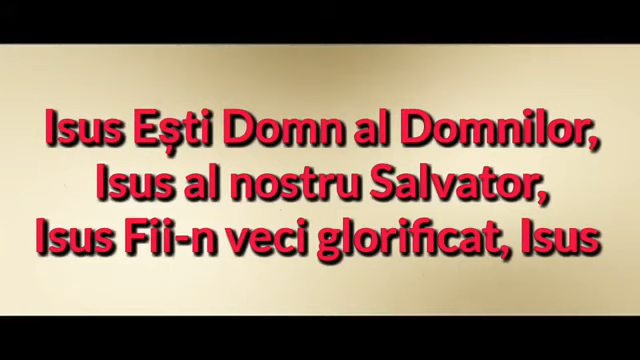 Isus Ești Domn al Domnilor,
Isus al nostru Salvator,
Isus Fii-n veci glorificat, Isus